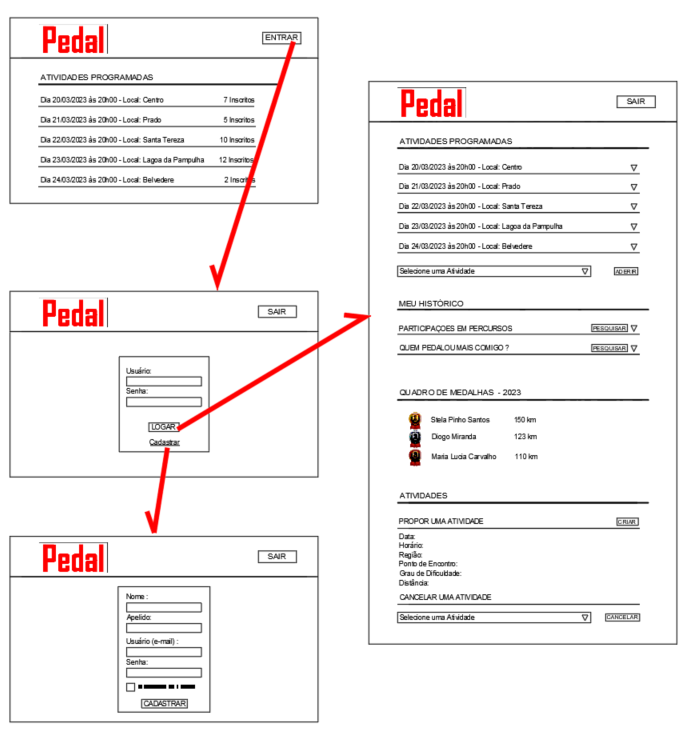 Pedal
ENTRAR
ATIVIDADES PROGRAMADAS
Dia 20/03/2023 às 20h00 - Local: Centro 7 Inscritos
Dia 21/03/2023 às 20h00 - Local: Prado 5 Inscritos
Dia 22/03/2023 às 20h00 - Local: Santa Tereza 10 Inscritos
Dia 23/03/2023 às 20h00 - Local: Lagoa da Pampulha 12 Inscritos
Dia 24/03/2023 às 20h00 - Local: Belvedere 2 Inscritos
Pedal
SAIR
Usuário:
Senha:
LOGAR
Cadastrar
Pedal
SAIR
Nome :
Apelido:
Usuário (e-mail) :
Senha:
CADASTRAR
Pedal
SAIR
ATIVIDADES PROGRAMADAS
Dia 20/03/2023 às 20h00 - Local: Centro
Dia 21/03/2023 às 20h00 - Local: Prado
Dia 22/03/2023 às 20h00 - Local: Santa Tereza
Dia 23/03/2023 às 20h00 - Local: Lagoa da Pampulha
Dia 24/03/2023 às 20h00 - Local: Belvedere
Selecione uma Atividade ADERIR
MEU HISTÓRICO
PARTICIPAÇOES EM PERCURSOS PESQUISAR
QUEM PEDALOU MAIS COMIGO ? PESQUISAR
QUADRO DE MEDALHAS - 2023
Stela Pinho Santos 150 km
Diogo Miranda 123 km
Maria Lucia Carvalho 110 km
ATIVIDADES
PROPOR UMA ATIVIDADE CRIAR
Data:
Horário:
Região:
Ponto de Encontro:
Grau de Dificuldade:
Distância:
CANCELAR UMA ATIVIDADE
Selecione uma Atividade CANCELAR